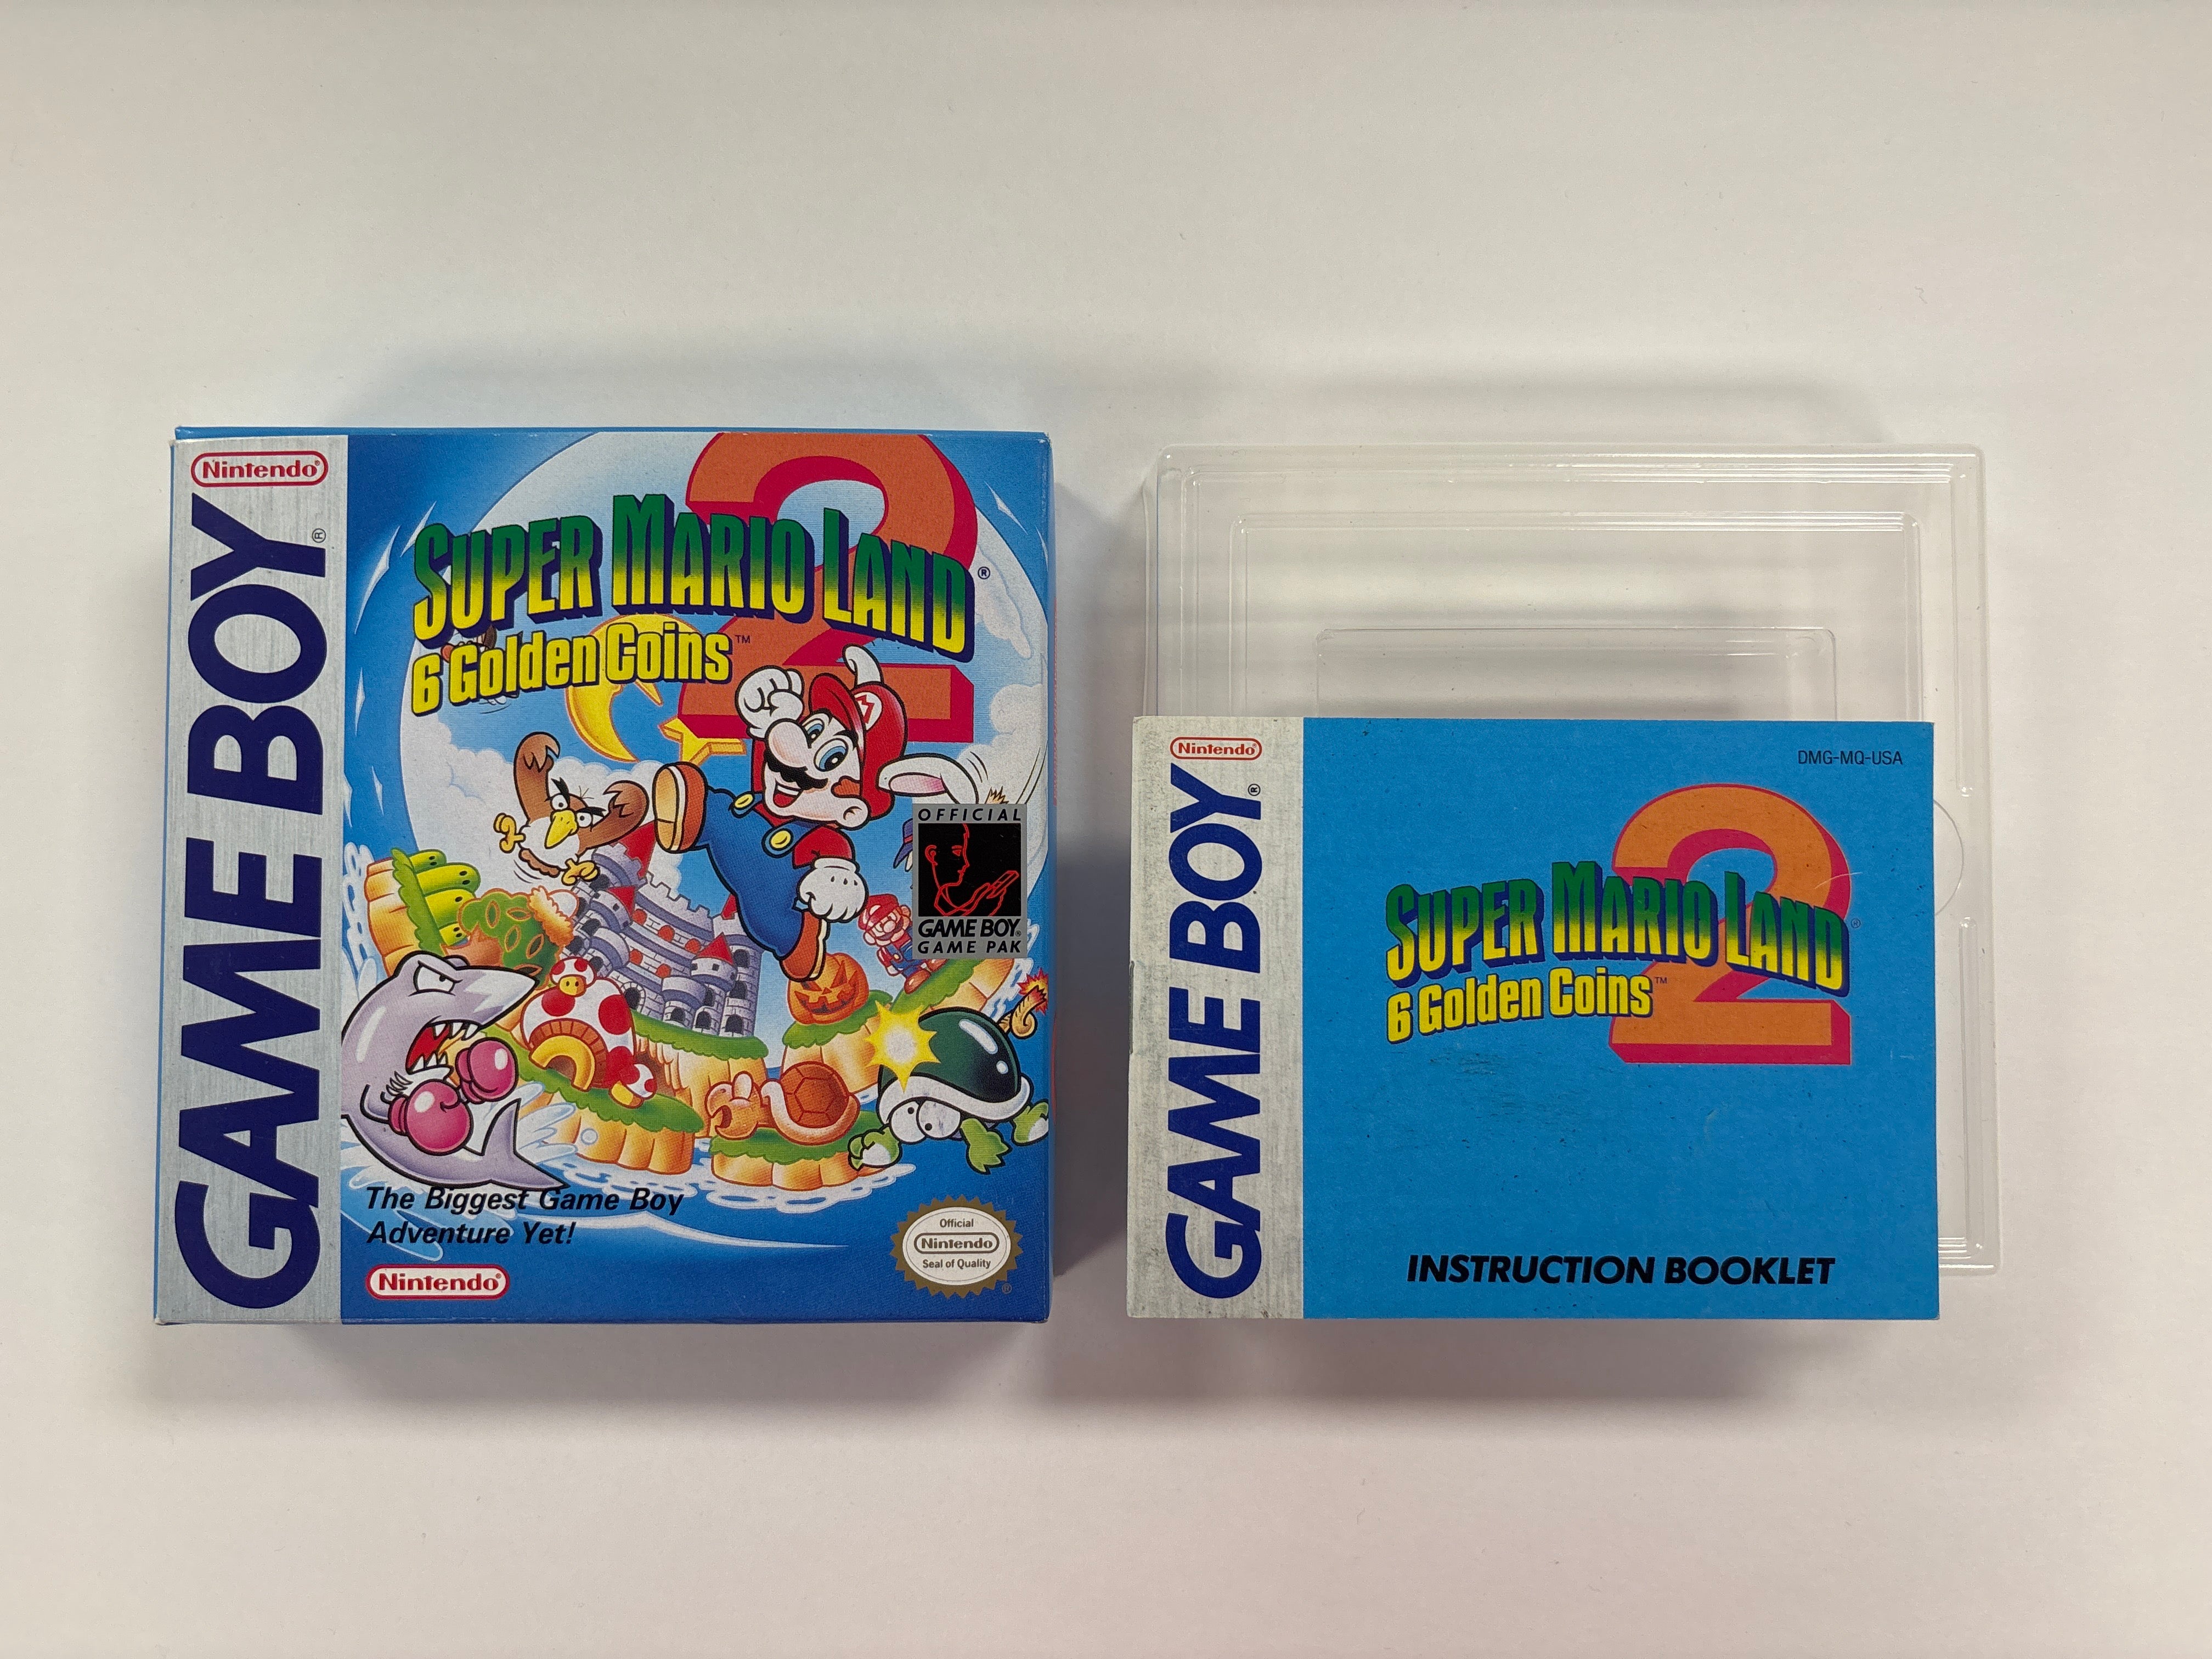 Nintendo®
GAME BOY®
2
SUPER MARIO LAND®
6 Golden Coins™
OFFICIAL
GAME BOY®
GAME PAK
The Biggest Game Boy
Adventure Yet!
Nintendo®
Official
Nintendo®
Seal of Quality
®
Nintendo®
GAME BOY®
DMG-MQ-USA
2
SUPER MARIO LAND®
6 Golden Coins™
INSTRUCTION BOOKLET